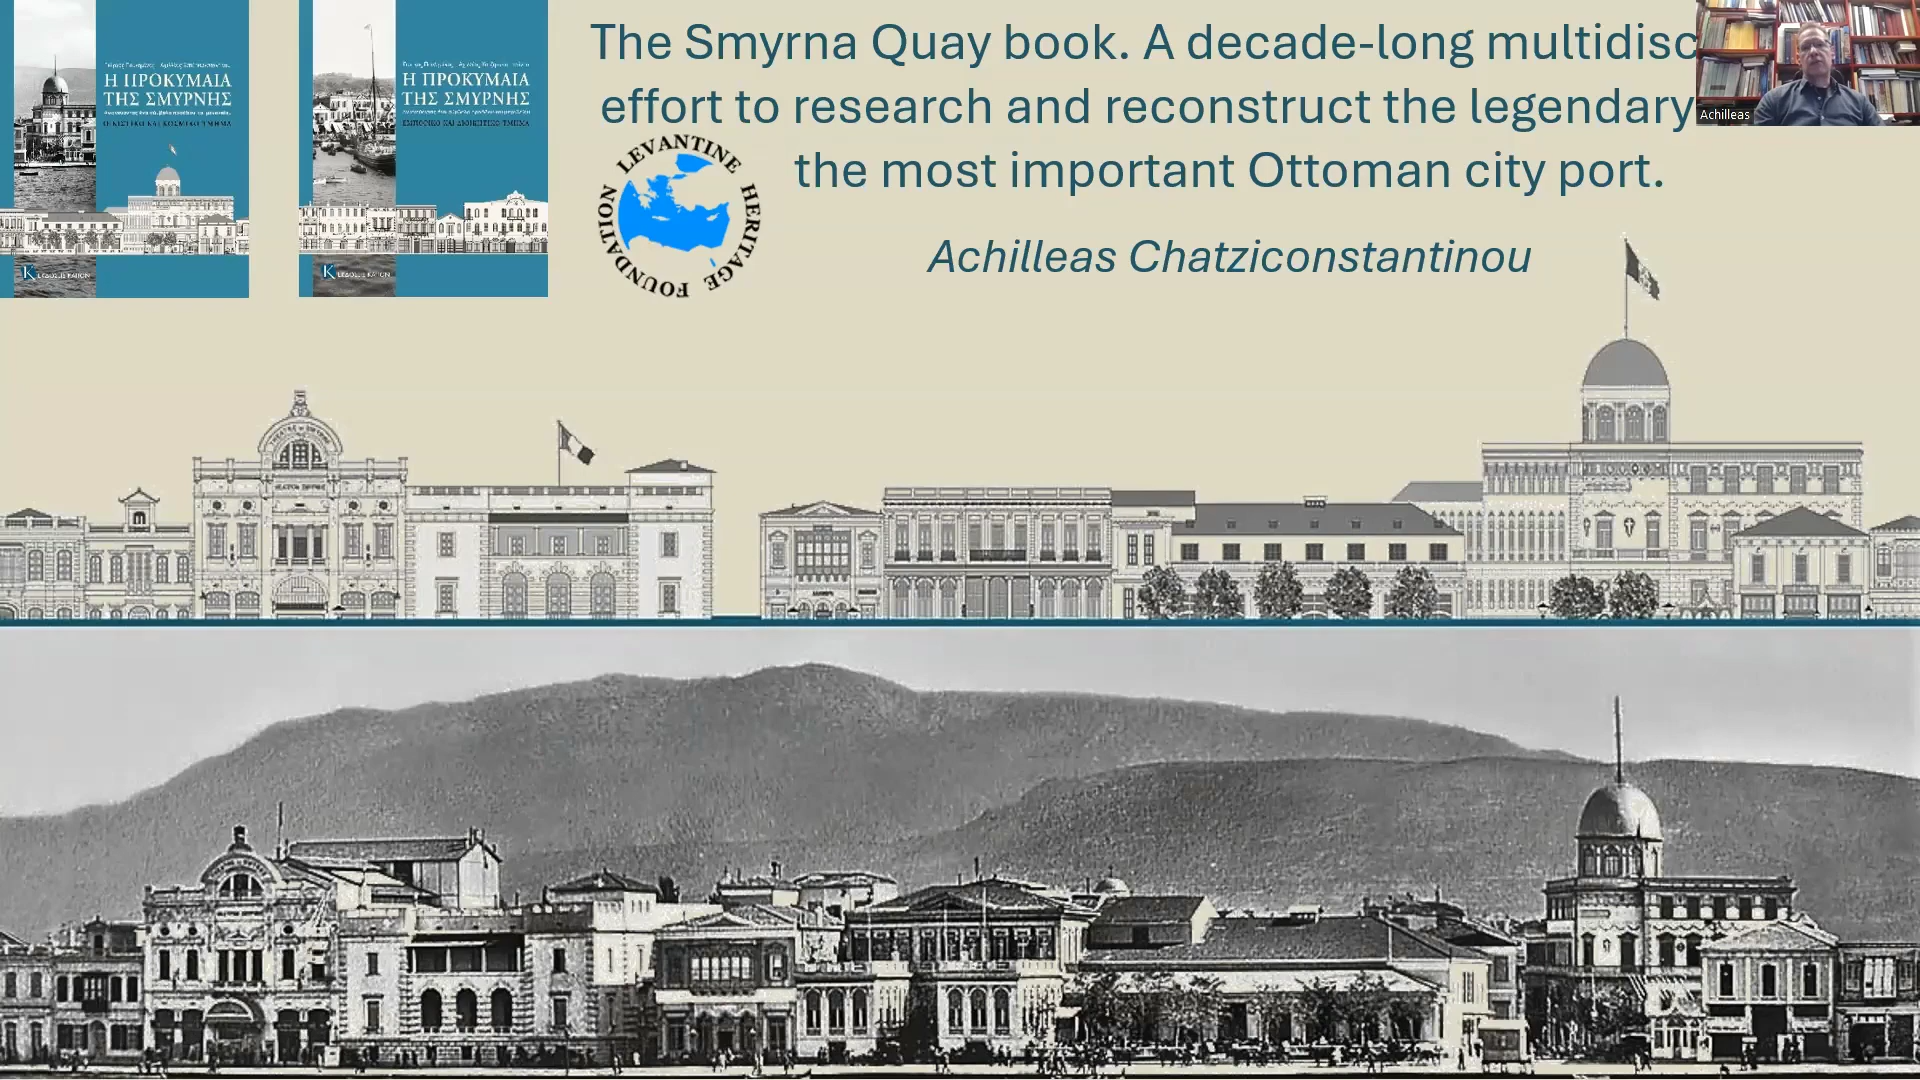 The Smyrna Quay book. A decade-long multidisc
effort to research and reconstruct the legendary
the most important Ottoman city port.
Achilleas Chatziconstantinou
LEVANTINE HERITAGE FOUNDATION
Achilleas
Η ΠΡΟΚΥΜΑΙΑ
ΤΗΣ ΣΜΥΡΝΗΣ
Η ΠΡΟΚΥΜΑΙΑ
ΤΗΣ ΣΜΥΡΝΗΣ